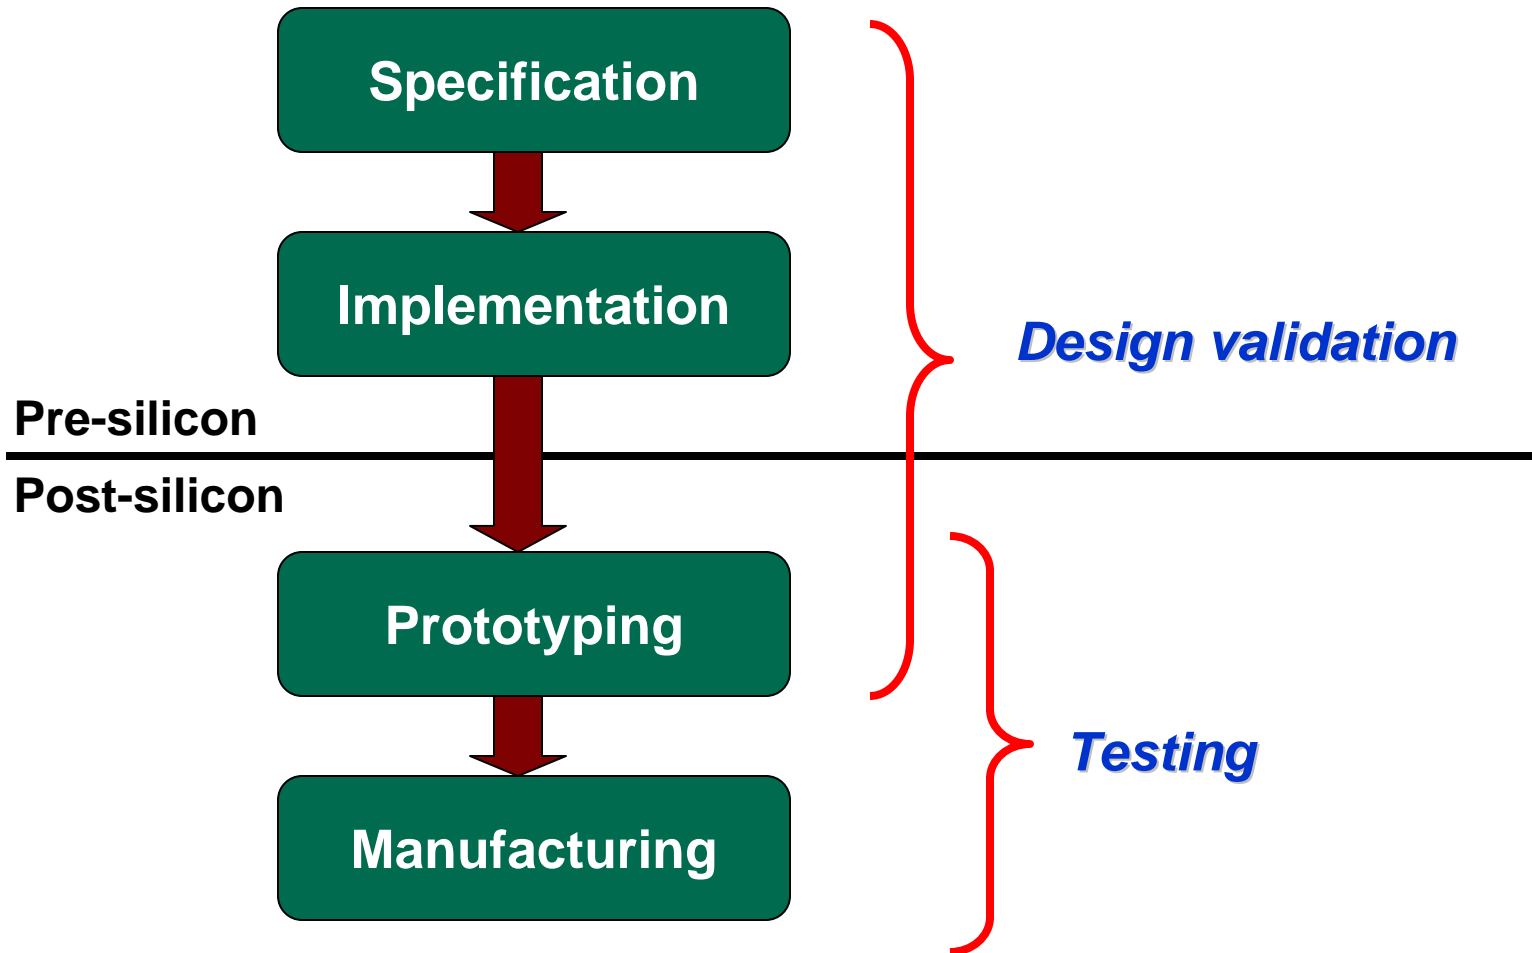 Specification
Implementation
Design validation
Pre-silicon
Post-silicon
Prototyping
Testing
Manufacturing